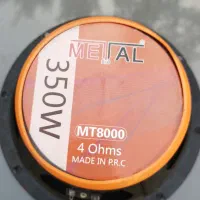 METAL
350W
MT8000
4 Ohms
MADE IN P.R.C